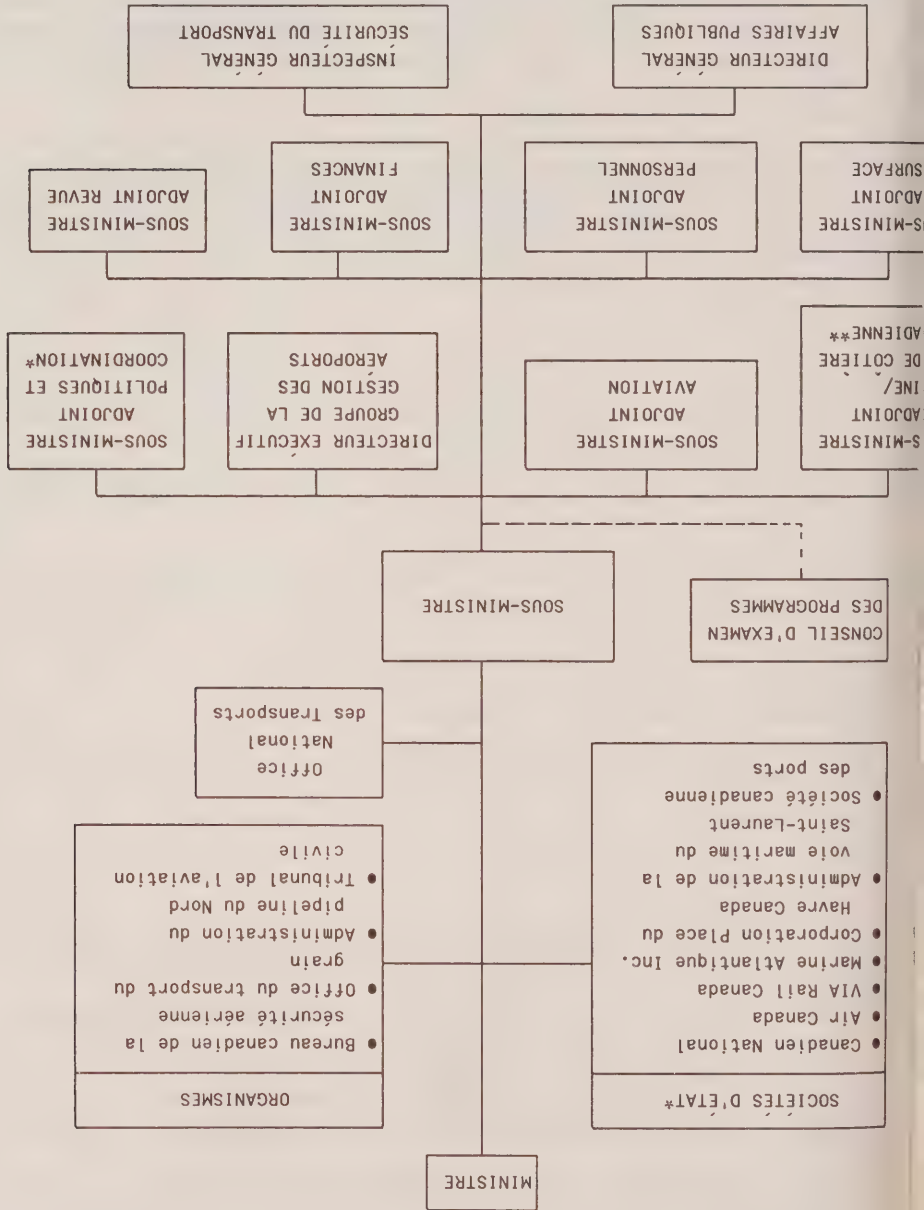 MINISTRE
SOCIÉTÉS D'ÉTAT*
● Canadien National
● Air Canada
● VIA Rail Canada
● Marine Atlantique Inc.
● Corporation Place du
Havre Canada
● Administration de la
voie maritime du
Saint-Laurent
● Société canadienne
des ports
ORGANISMES
● Bureau canadien de la
sécurité aérienne
● Office du transport du
grain
● Administration du
pipeline du Nord
● Tribunal de l'aviation
civile
Office
National
des Transports
CONSEIL D'EXAMEN
DES PROGRAMMES
SOUS-MINISTRE
S-MINISTRE
ADJOINT
INE/
DE CÔTIÈRE
ADIENNE**
SOUS-MINISTRE
ADJOINT
AVIATION
DIRECTEUR EXÉCUTIF
GROUPE DE LA
GESTION DES
AÉROPORTS
SOUS-MINISTRE
ADJOINT
POLITIQUES ET
COORDINATION*
S-MINISTRE
ADJOINT
SURFACE
SOUS-MINISTRE
ADJOINT
PERSONNEL
SOUS-MINISTRE
ADJOINT
FINANCES
SOUS-MINISTRE
ADJOINT REVUE
DIRECTEUR GÉNÉRAL
AFFAIRES PUBLIQUES
INSPECTEUR GÉNÉRAL
SÉCURITÉ DU TRANSPORT